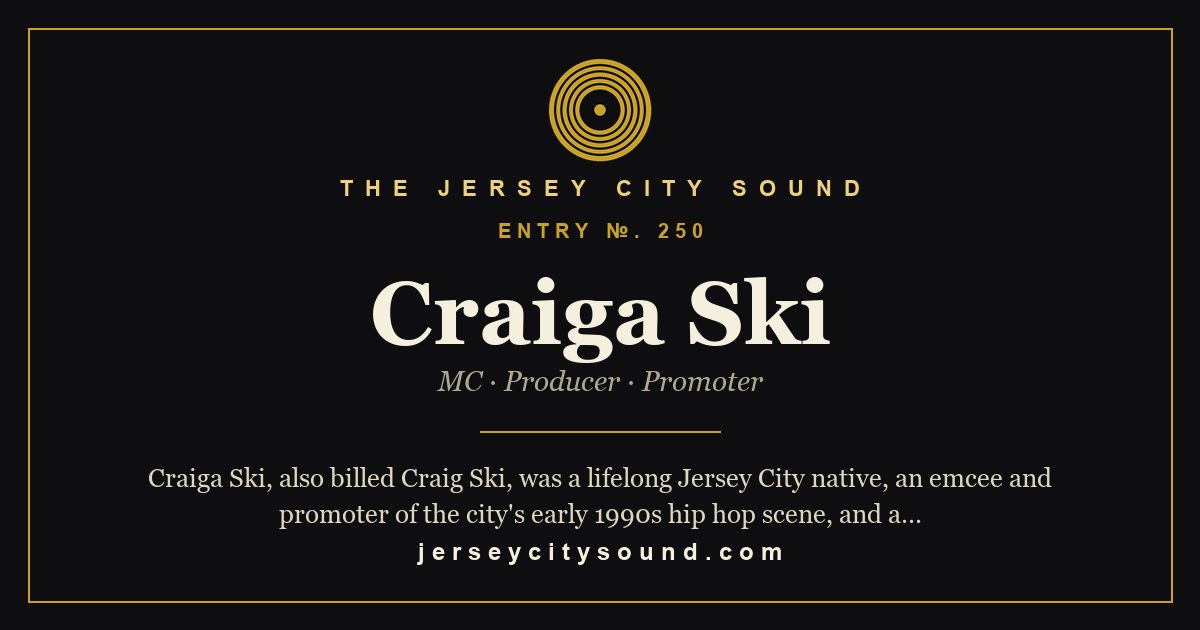 THE JERSEY CITY SOUND
ENTRY №. 250
Craiga Ski
MC · Producer · Promoter
Craiga Ski, also billed Craig Ski, was a lifelong Jersey City native, an emcee and
promoter of the city's early 1990s hip hop scene, and a...
jerseycitysound.com